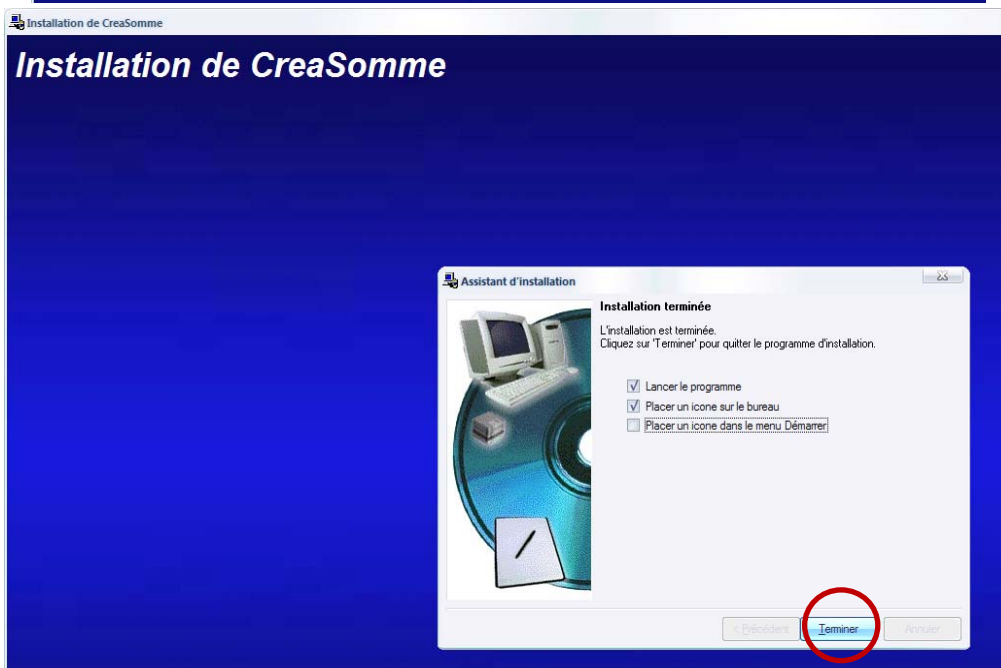 Installation de CreaSomme
Installation de CreaSomme
Assistant d'installation
Installation terminée
L'installation est terminée.
Cliquez sur 'Terminer' pour quitter le programme d'installation.
Lancer le programme
Placer un icone sur le bureau
Placer un icone dans le menu Démarrer
< Précédent
Terminer
Annuler